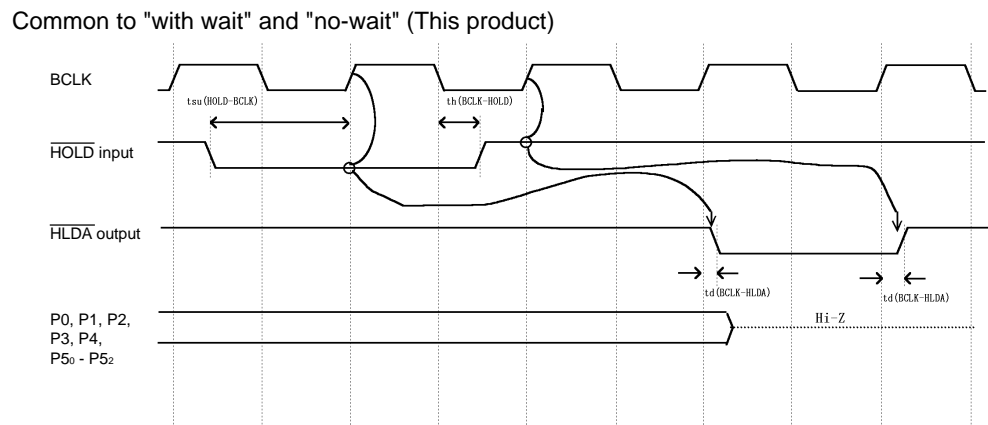 Common to "with wait" and "no-wait" (This product)
BCLK
tsu(HOLD-BCLK)
th(BCLK-HOLD)
HOLD input
HLDA output
td(BCLK-HLDA)
td(BCLK-HLDA)
P0, P1, P2,
P3, P4,
P50 - P52
Hi-Z